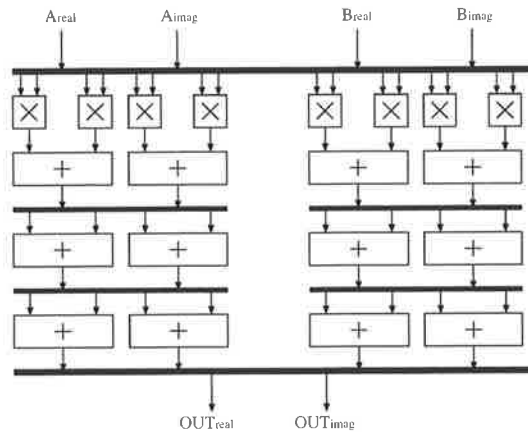 Areal Aimag Breal Bimag
× × × × × × × ×
+ + + +
+ + + +
+ + + +
OUTreal OUTimag